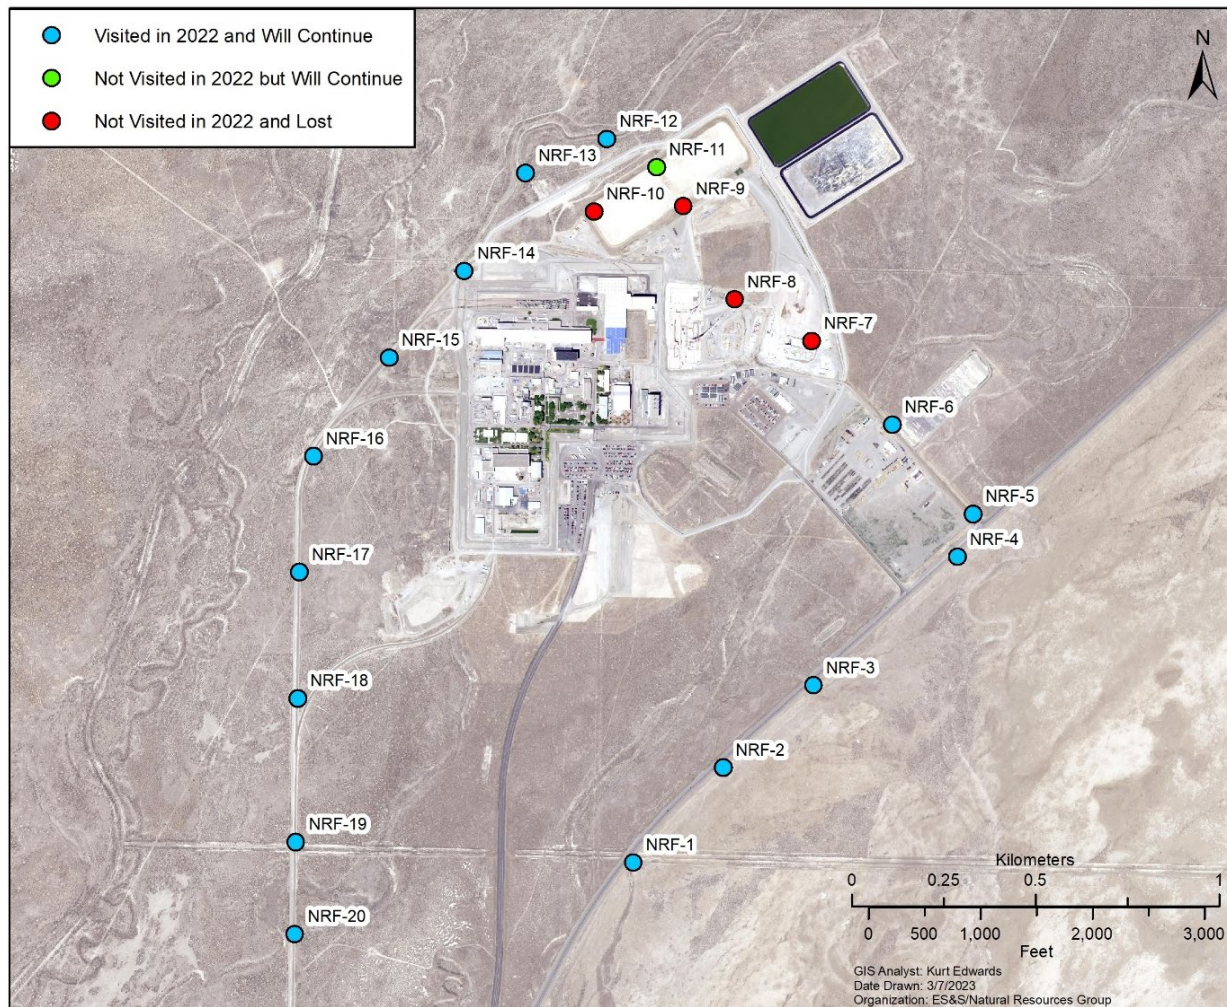 Visited in 2022 and Will Continue
Not Visited in 2022 but Will Continue
Not Visited in 2022 and Lost
N
NRF-12
NRF-11
NRF-13
NRF-10
NRF-9
NRF-14
NRF-8
NRF-7
NRF-15
NRF-6
NRF-16
NRF-5
NRF-4
NRF-17
NRF-3
NRF-18
NRF-2
NRF-19
NRF-1
NRF-20
Kilometers
0 0.25 0.5 1
0 500 1,000 2,000 3,000
Feet
GIS Analyst: Kurt Edwards
Date Drawn: 3/7/2023
Organization: ES&S/Natural Resources Group